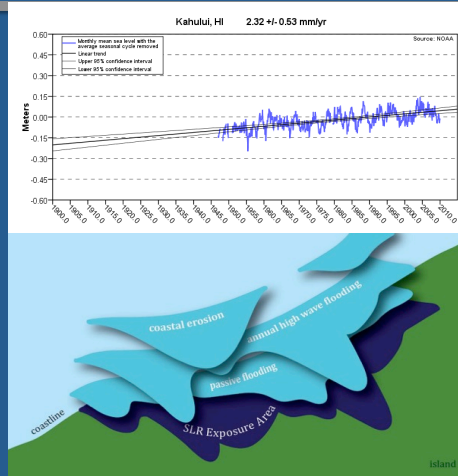 Kahului, HI 2.32 +/- 0.53 mm/yr
Source: NOAA
Monthly mean sea level with the
average seasonal cycle removed
Linear trend
Upper 95% confidence interval
Lower 95% confidence interval
Meters
0.60
0.45
0.30
0.15
0.00
-0.15
-0.30
-0.45
-0.60
1900.0 1905.0 1910.0 1915.0 1920.0 1925.0 1930.0 1935.0 1940.0 1945.0 1950.0 1955.0 1960.0 1965.0 1970.0 1975.0 1980.0 1985.0 1990.0 1995.0 2000.0 2005.0 2010.0
coastal erosion
annual high wave flooding
passive flooding
SLR Exposure Area
coastline
island